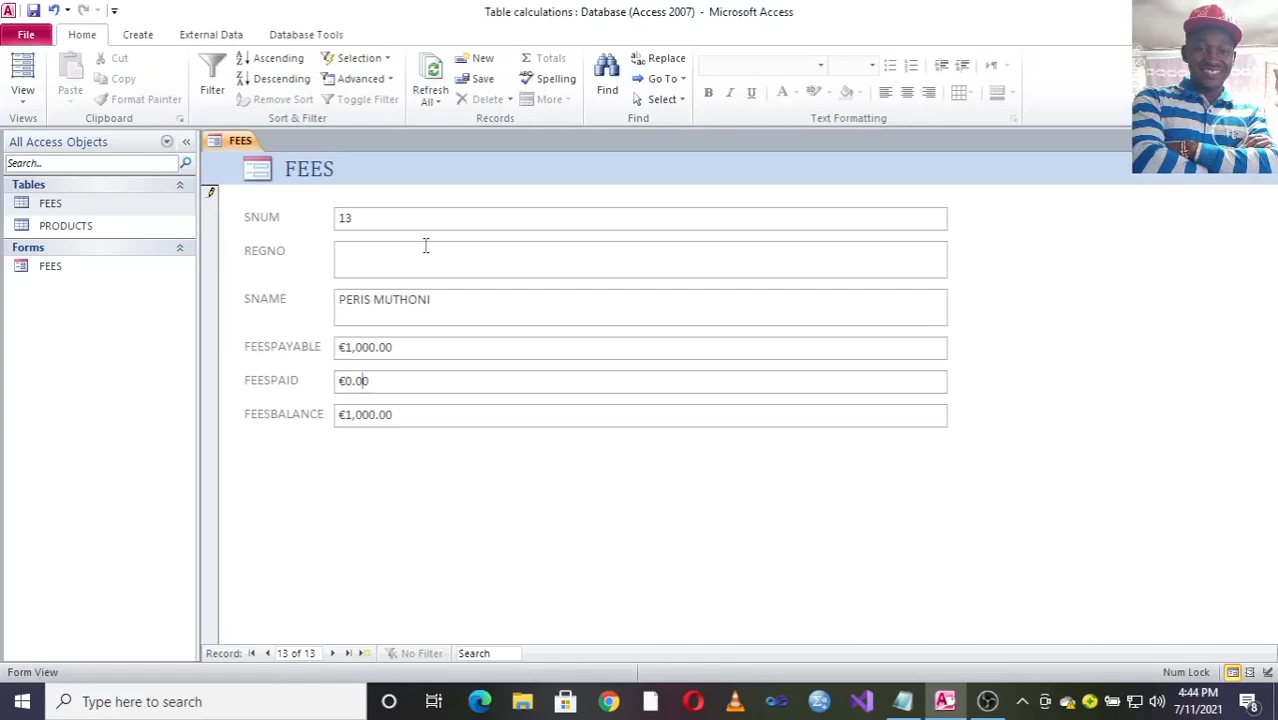 Table calculations : Database (Access 2007) - Microsoft Access
File Home Create External Data Database Tools
View
Views
Paste
Cut
Copy
Format Painter
Clipboard
Filter
Ascending
Descending
Remove Sort
Selection
Advanced
Toggle Filter
Sort & Filter
Refresh
All
New
Save
Delete
Totals
Spelling
More
Records
Find
Replace
Go To
Select
Find
B I U A
Text Formatting
All Access Objects
Search...
Tables
FEES
PRODUCTS
Forms
FEES
FEES
FEES
SNUM 13
REGNO
SNAME PERIS MUTHONI
FEESPAYABLE €1,000.00
FEESPAID €0.00
FEESBALANCE €1,000.00
Record: 13 of 13 No Filter Search
Form View Num Lock
Type here to search
4:44 PM
7/11/2021
8